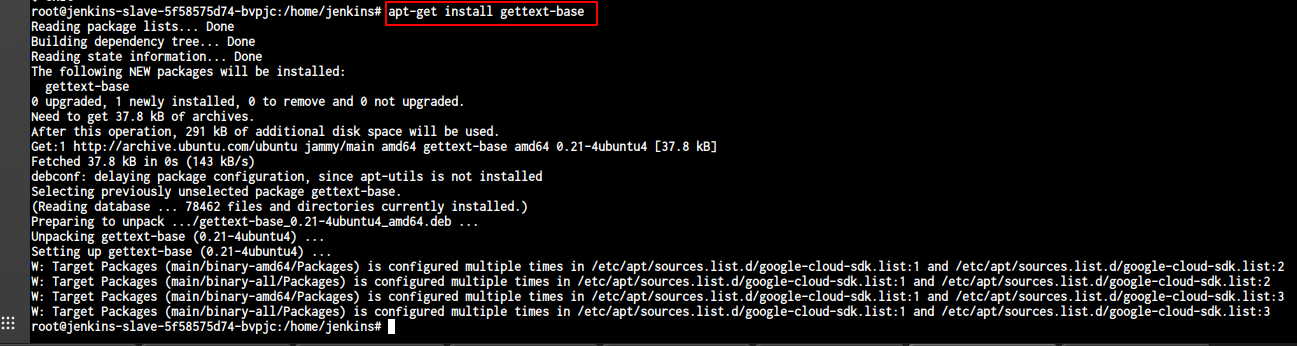 root@jenkins-slave-5f58575d74-bvpjc:/home/jenkins# apt-get install gettext-base
Reading package lists... Done
Building dependency tree... Done
Reading state information... Done
The following NEW packages will be installed:
  gettext-base
0 upgraded, 1 newly installed, 0 to remove and 0 not upgraded.
Need to get 37.8 kB of archives.
After this operation, 291 kB of additional disk space will be used.
Get:1 http://archive.ubuntu.com/ubuntu jammy/main amd64 gettext-base amd64 0.21-4ubuntu4 [37.8 kB]
Fetched 37.8 kB in 0s (143 kB/s)
debconf: delaying package configuration, since apt-utils is not installed
Selecting previously unselected package gettext-base.
(Reading database ... 78462 files and directories currently installed.)
Preparing to unpack .../gettext-base_0.21-4ubuntu4_amd64.deb ...
Unpacking gettext-base (0.21-4ubuntu4) ...
Setting up gettext-base (0.21-4ubuntu4) ...
W: Target Packages (main/binary-amd64/Packages) is configured multiple times in /etc/apt/sources.list.d/google-cloud-sdk.list:1 and /etc/apt/sources.list.d/google-cloud-sdk.list:2
W: Target Packages (main/binary-all/Packages) is configured multiple times in /etc/apt/sources.list.d/google-cloud-sdk.list:1 and /etc/apt/sources.list.d/google-cloud-sdk.list:2
W: Target Packages (main/binary-amd64/Packages) is configured multiple times in /etc/apt/sources.list.d/google-cloud-sdk.list:1 and /etc/apt/sources.list.d/google-cloud-sdk.list:3
W: Target Packages (main/binary-all/Packages) is configured multiple times in /etc/apt/sources.list.d/google-cloud-sdk.list:1 and /etc/apt/sources.list.d/google-cloud-sdk.list:3
root@jenkins-slave-5f58575d74-bvpjc:/home/jenkins#